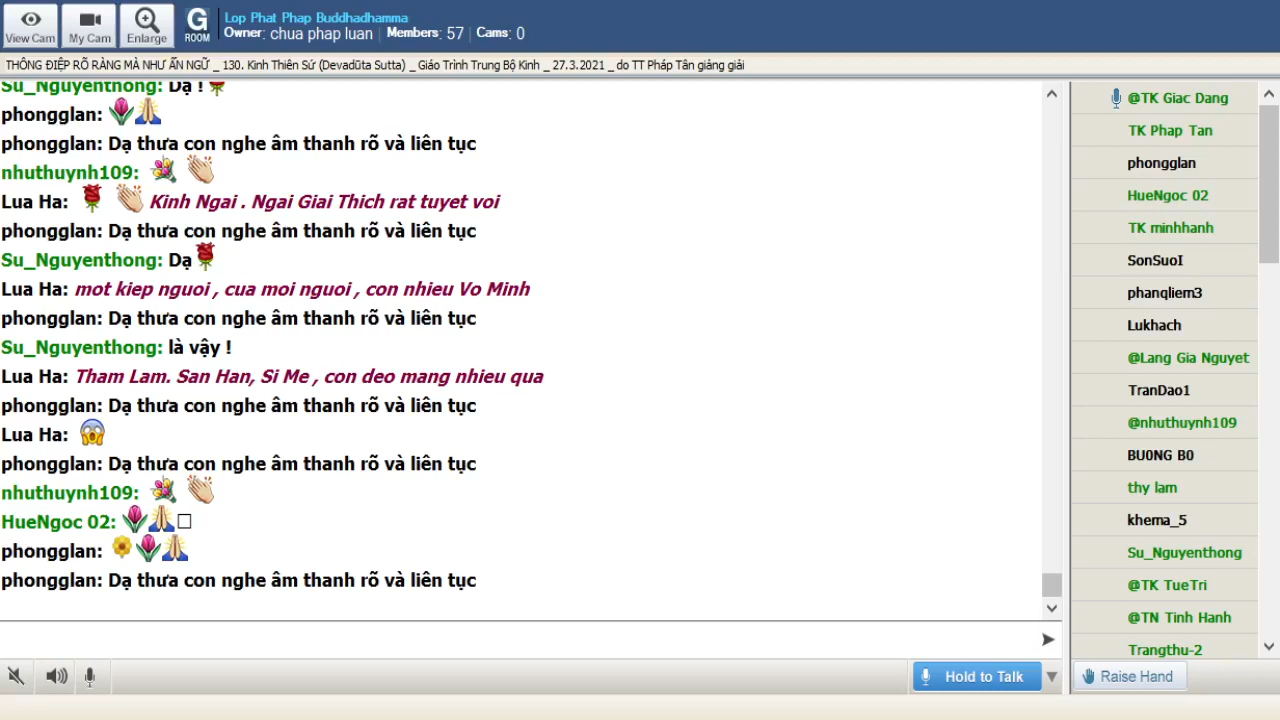 View Cam
My Cam
Enlarge
G
ROOM
Lop Phat Phap Buddhadhamma
Owner: chua phap luan | Members: 57 | Cams: 0
THÔNG ĐIỆP RÕ RÀNG MÀ NHƯ ẨN NGỮ _ 130. Kinh Thiên Sứ (Devadūta Sutta) _ Giáo Trình Trung Bộ Kinh _ 27.3.2021 _ do TT Pháp Tân giảng giải
Su_Nguyenthong: Dạ !
phongglan:
phongglan: Dạ thưa con nghe âm thanh rõ và liên tục
nhuthuynh109:
Lua Ha: Kinh Ngai . Ngai Giai Thich rat tuyet voi
phongglan: Dạ thưa con nghe âm thanh rõ và liên tục
Su_Nguyenthong: Dạ
Lua Ha: mot kiep nguoi , cua moi nguoi , con nhieu Vo Minh
phongglan: Dạ thưa con nghe âm thanh rõ và liên tục
Su_Nguyenthong: là vậy !
Lua Ha: Tham Lam. San Han, Si Me , con deo mang nhieu qua
phongglan: Dạ thưa con nghe âm thanh rõ và liên tục
Lua Ha:
phongglan: Dạ thưa con nghe âm thanh rõ và liên tục
nhuthuynh109:
HueNgoc 02:
phongglan:
phongglan: Dạ thưa con nghe âm thanh rõ và liên tục
@TK Giac Dang
TK Phap Tan
phongglan
HueNgoc 02
TK minhhanh
SonSuoI
phanqliem3
Lukhach
@Lang Gia Nguyet
TranDao1
@nhuthuynh109
BU0NG B0
thy lam
khema_5
Su_Nguyenthong
@TK TueTri
@TN Tinh Hanh
Trangthu-2
Hold to Talk
Raise Hand